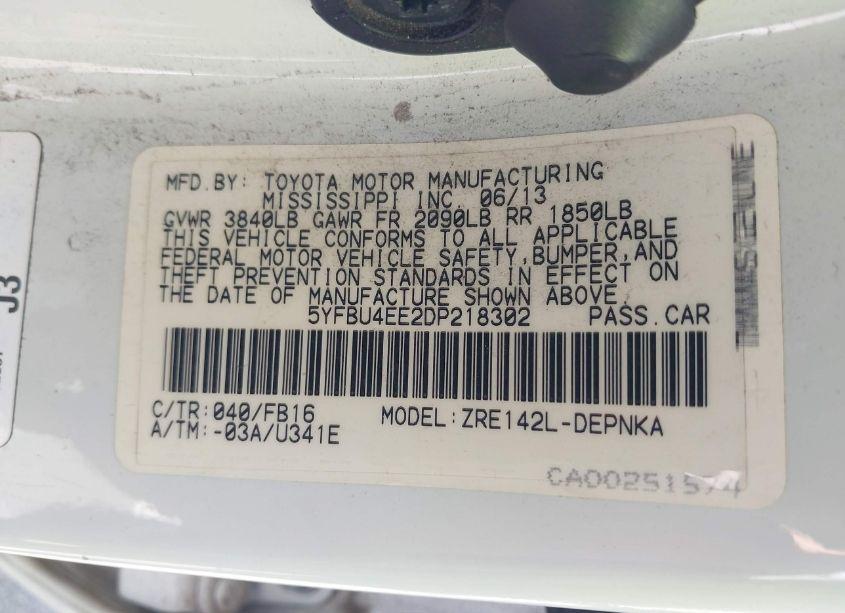 MFD.BY: TOYOTA MOTOR MANUFACTURING
MISSISSIPPI INC. 06/13
GVWR 3840LB GAWR FR 2090LB RR 1850LB
THIS VEHICLE CONFORMS TO ALL APPLICABLE
FEDERAL MOTOR VEHICLE SAFETY, BUMPER, AND
THEFT PREVENTION STANDARDS IN EFFECT ON
THE DATE OF MANUFACTURE SHOWN ABOVE.
5YFBU4EE2DP218302 PASS.CAR
C/TR:040/FB16 MODEL:ZRE142L-DEPNKA
A/TM:-03A/U341E
J3